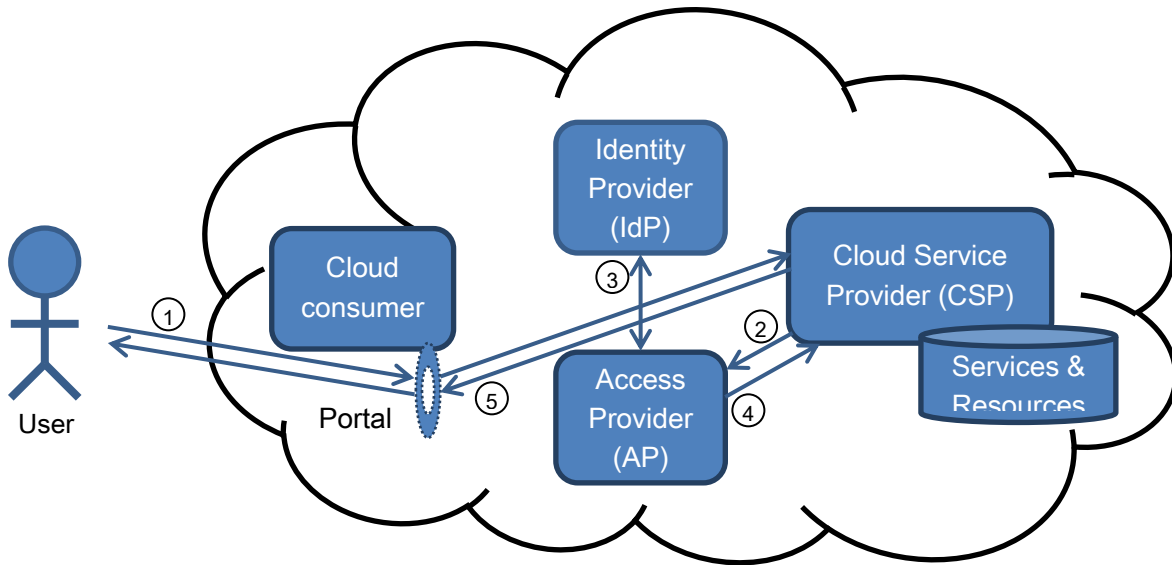 Identity
Provider
(IdP)
Cloud
consumer
Cloud Service
Provider (CSP)
3
1
2
Services &
Resources
Access
Provider
(AP)
5
4
Portal
User